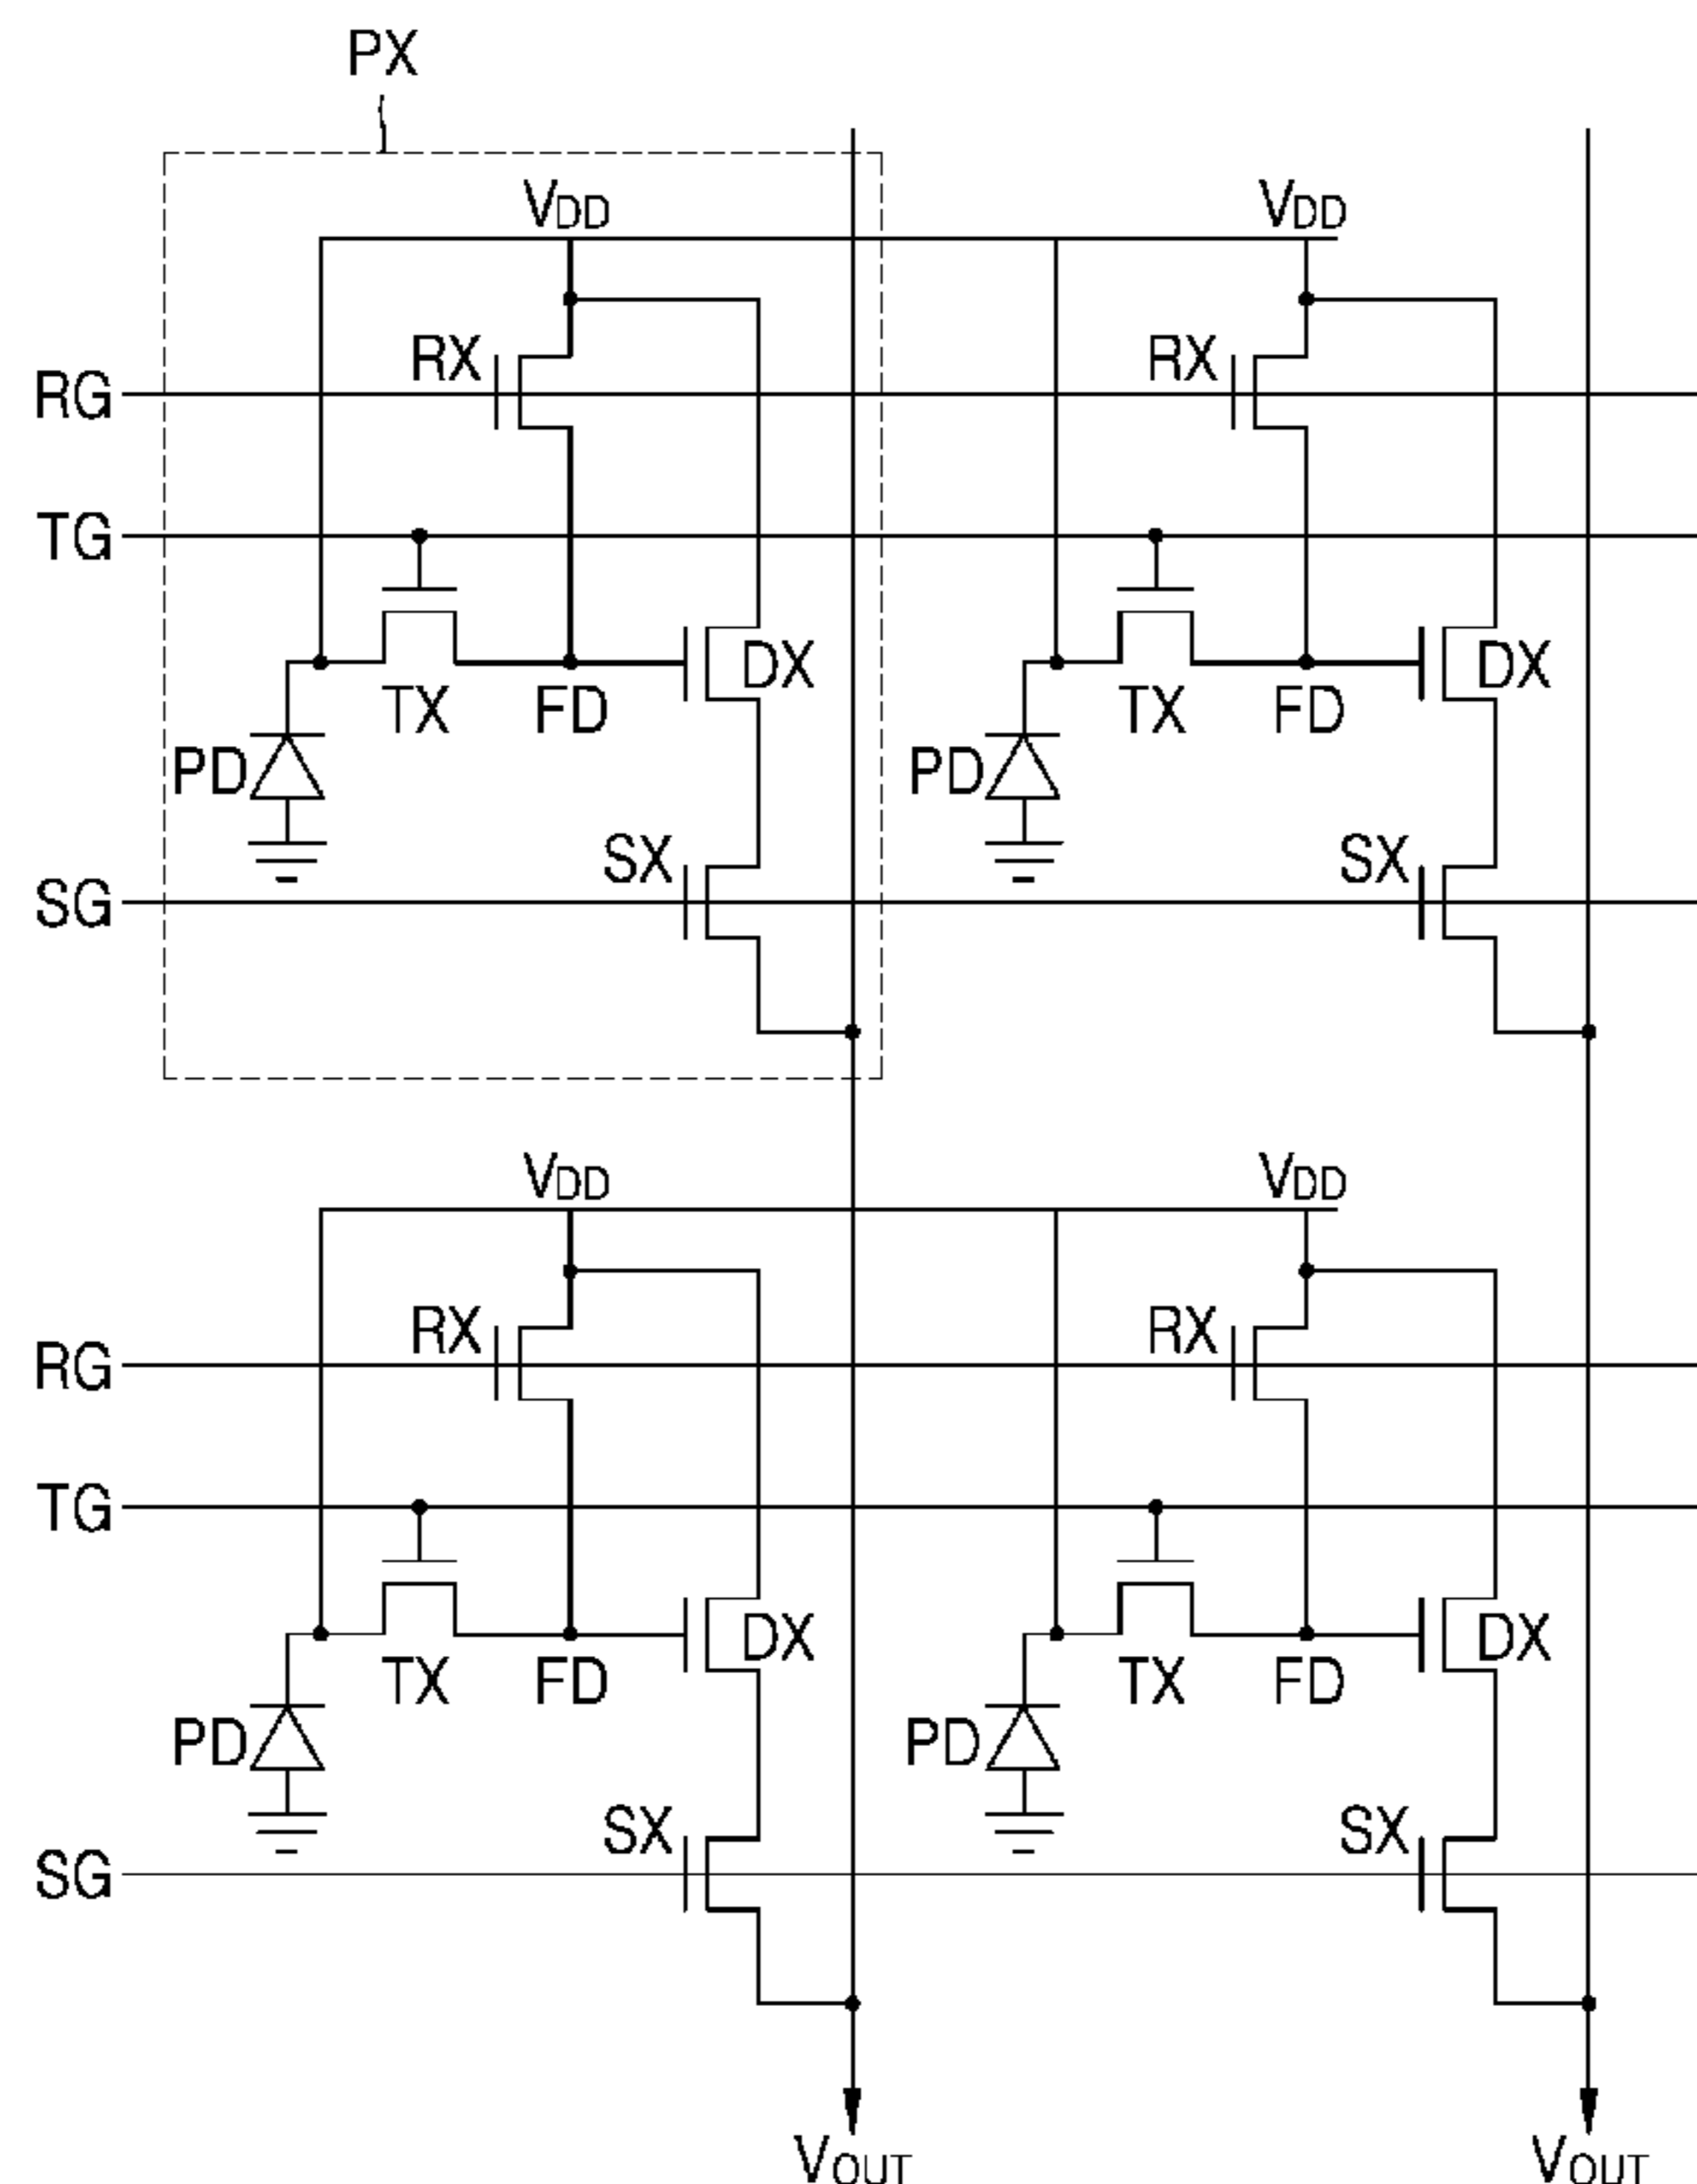 PX
VDD VDD
RX RX
RG
TG
DX DX
TX FD TX FD
PD PD
SX SX
SG
VDD VDD
RX RX
RG
TG
DX DX
TX FD TX FD
PD PD
SX SX
SG
VOUT VOUT